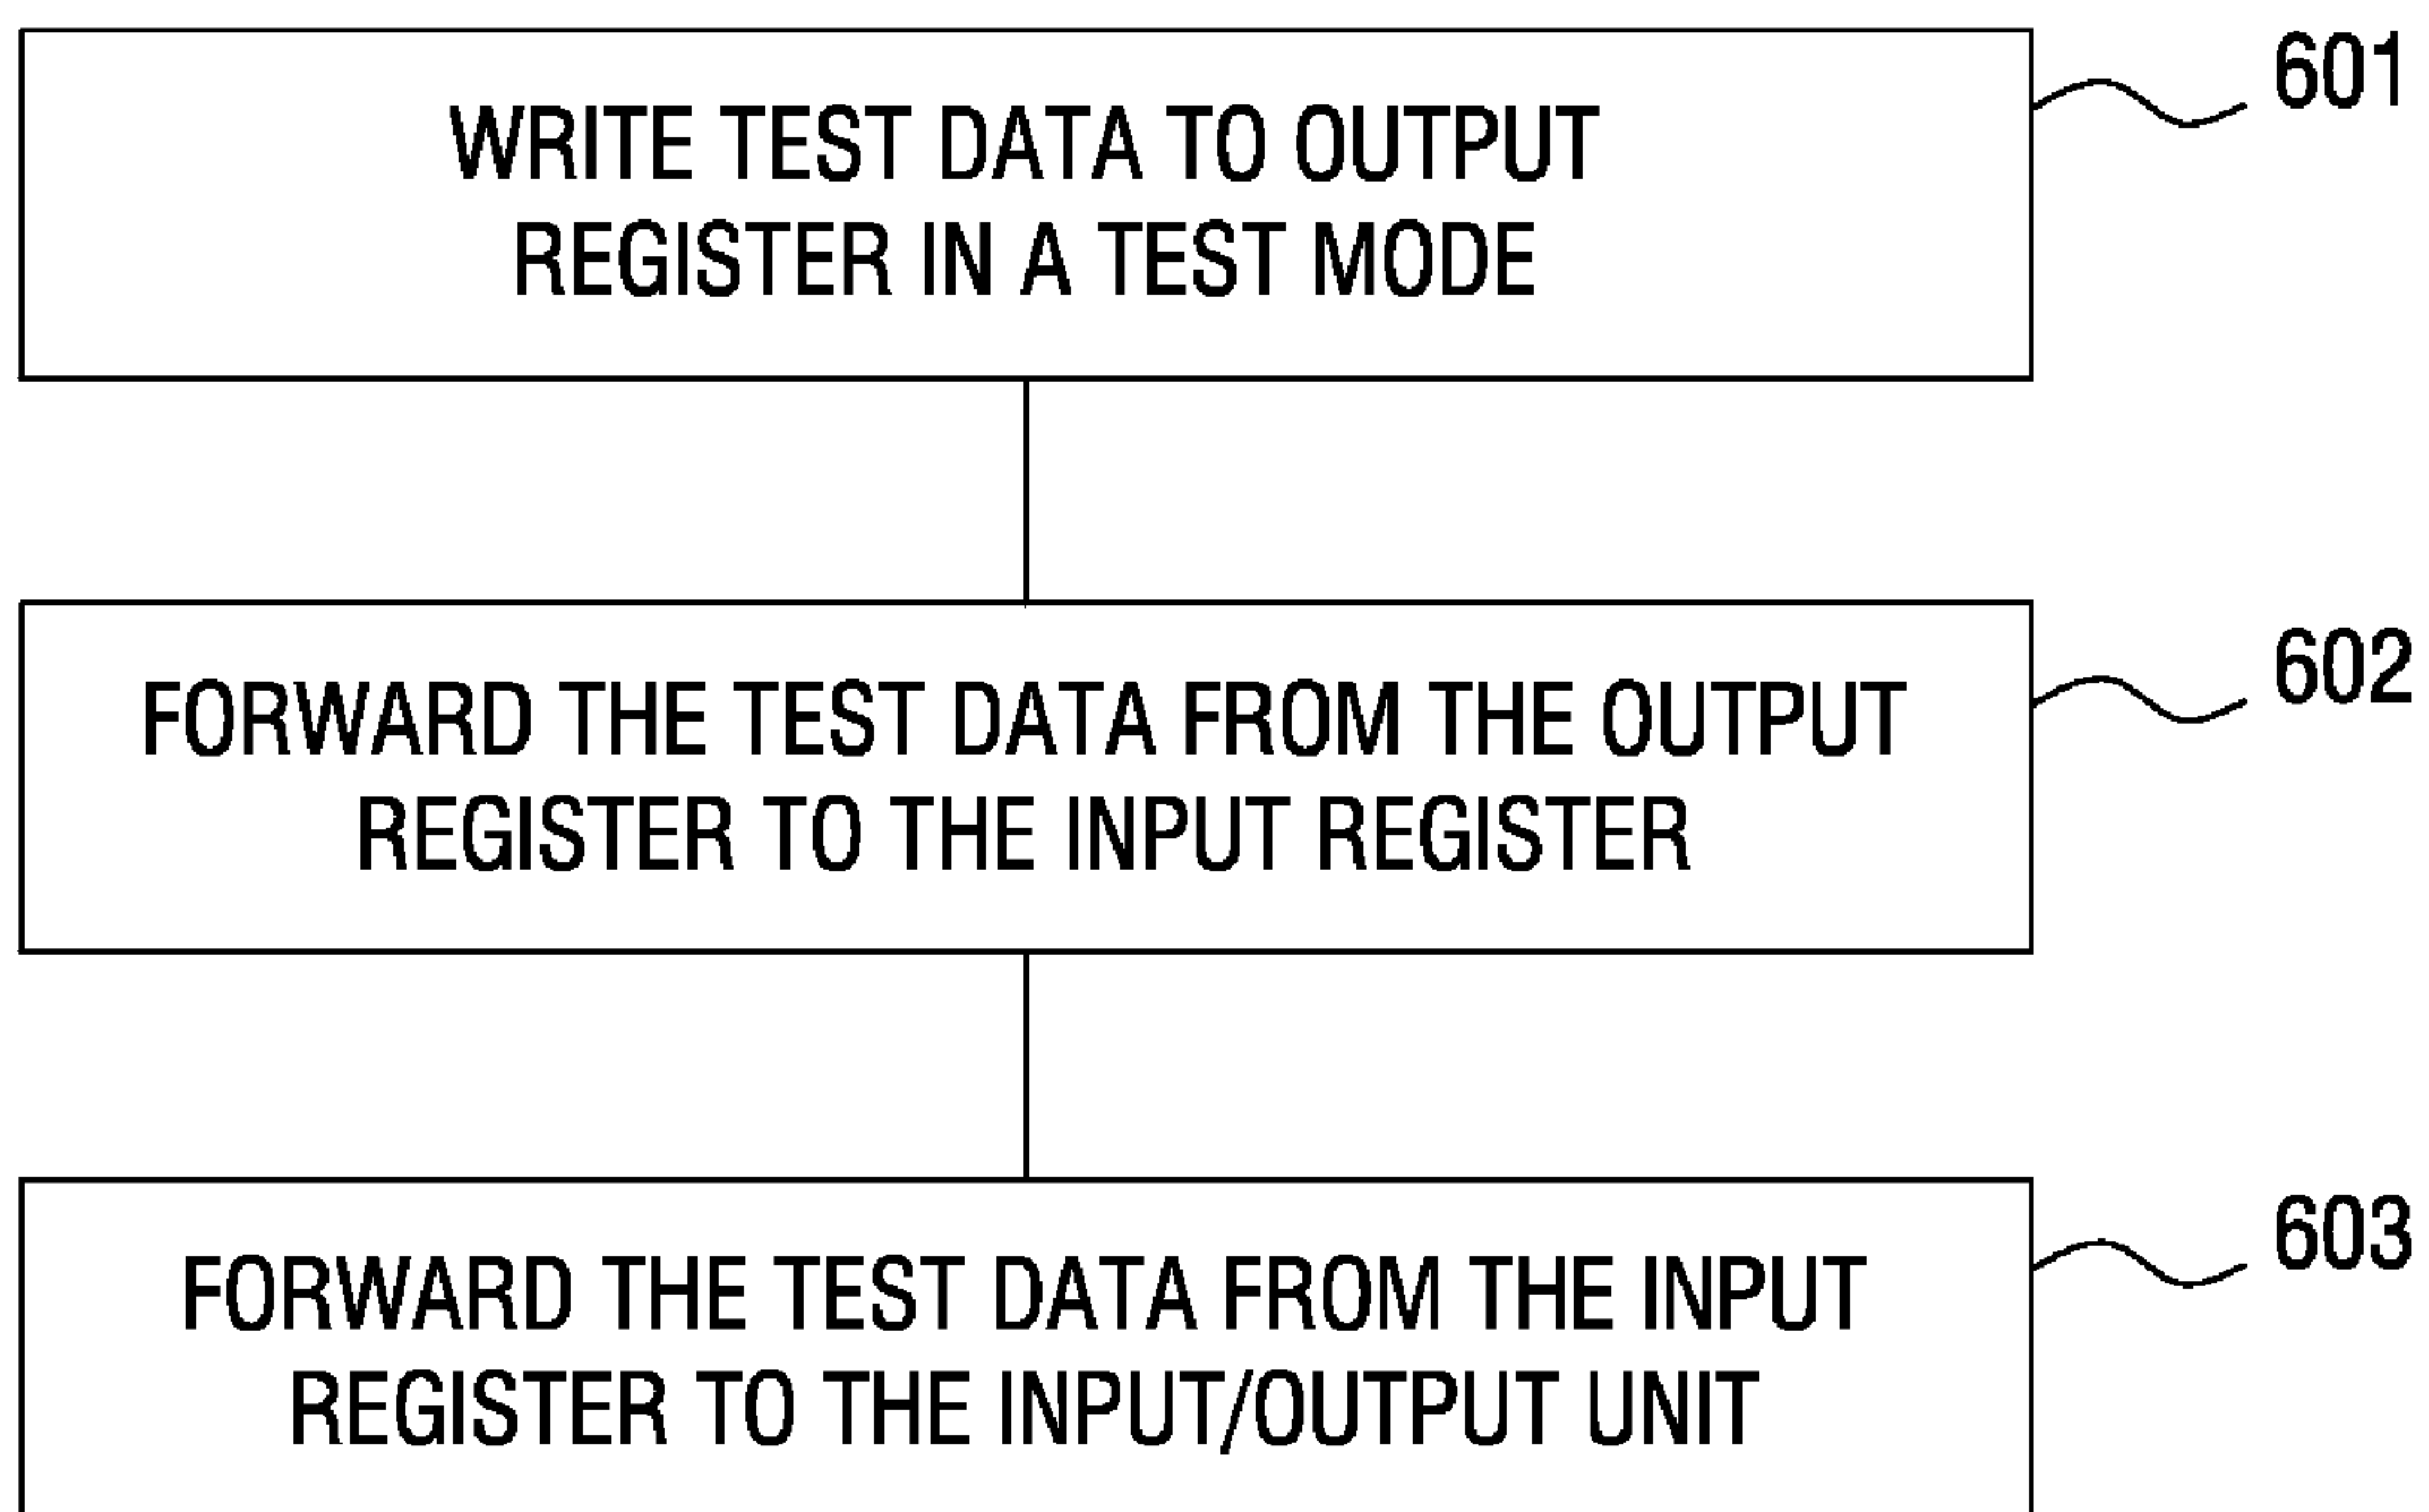 WRITE TEST DATA TO OUTPUT
REGISTER IN A TEST MODE
601
FORWARD THE TEST DATA FROM THE OUTPUT
REGISTER TO THE INPUT REGISTER
602
FORWARD THE TEST DATA FROM THE INPUT
REGISTER TO THE INPUT/OUTPUT UNIT
603